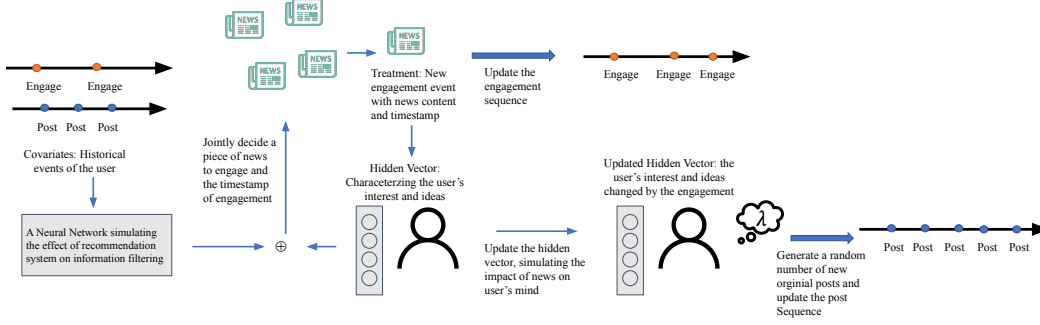 NEWS
NEWS
NEWS
NEWS
NEWS
Engage
Engage
Post
Post
Post
Covariates: Historical
events of the user
A Neural Network simulating
the effect of recommendation
system on information filtering
Jointly decide a
piece of news
to engage and
the timestamp
of engagement
⊕
Treatment: New
engagement event
with news content
and timestamp
Hidden Vector:
Characeterzing the user's
interest and ideas
Update the
engagement
sequence
Engage
Engage
Engage
Update the hidden
vector, simulating the
impact of news on
user's mind
Updated Hidden Vector: the
user's interest and ideas
changed by the engagement
λ
Generate a random
number of new
orginial posts and
update the post
Sequence
Post
Post
Post
Post
Post